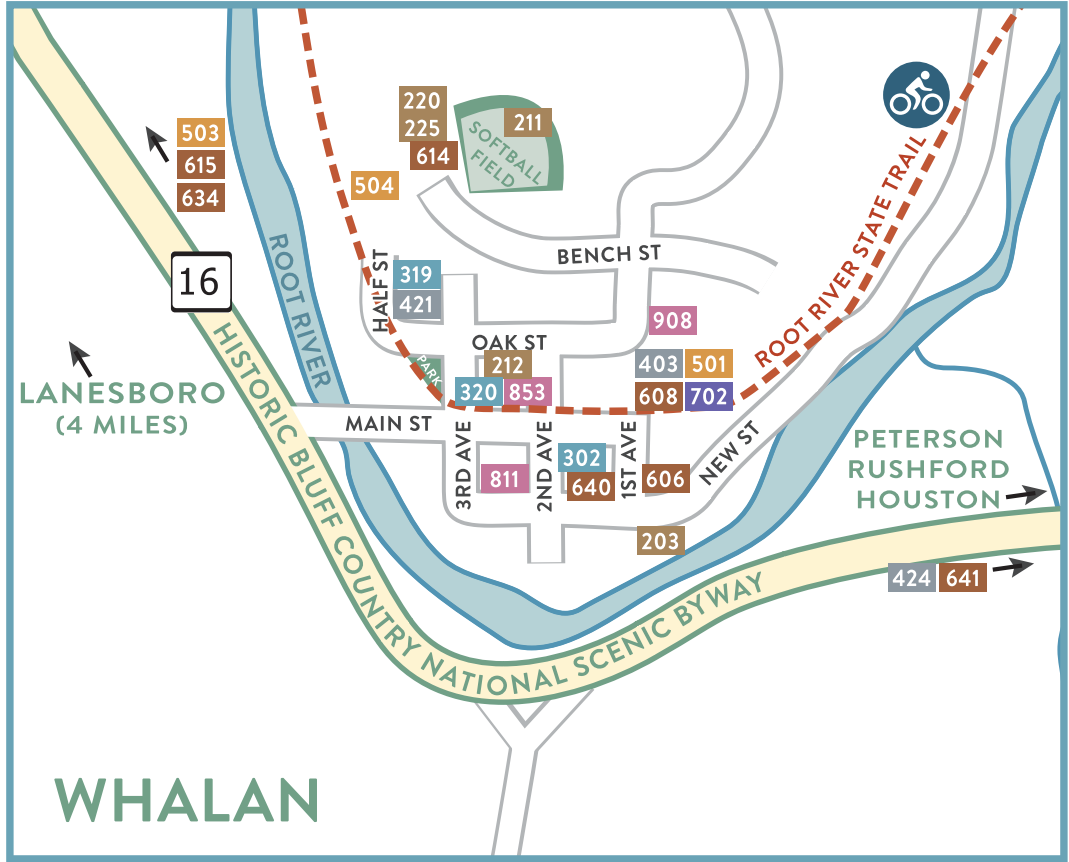 220
225
614
211
SOFTBALL
FIELD
503
615
634
504
ROOT RIVER STATE TRAIL
BENCH ST
ROOT RIVER
HALF ST
319
421
16
908
OAK ST
212
PARK
403
501
320
853
608
702
LANESBORO
(4 MILES)
MAIN ST
3RD AVE
2ND AVE
1ST AVE
NEW ST
302
811
640
606
PETERSON
RUSHFORD
HOUSTON
203
424
641
HISTORIC BLUFF COUNTRY NATIONAL SCENIC BYWAY
WHALAN